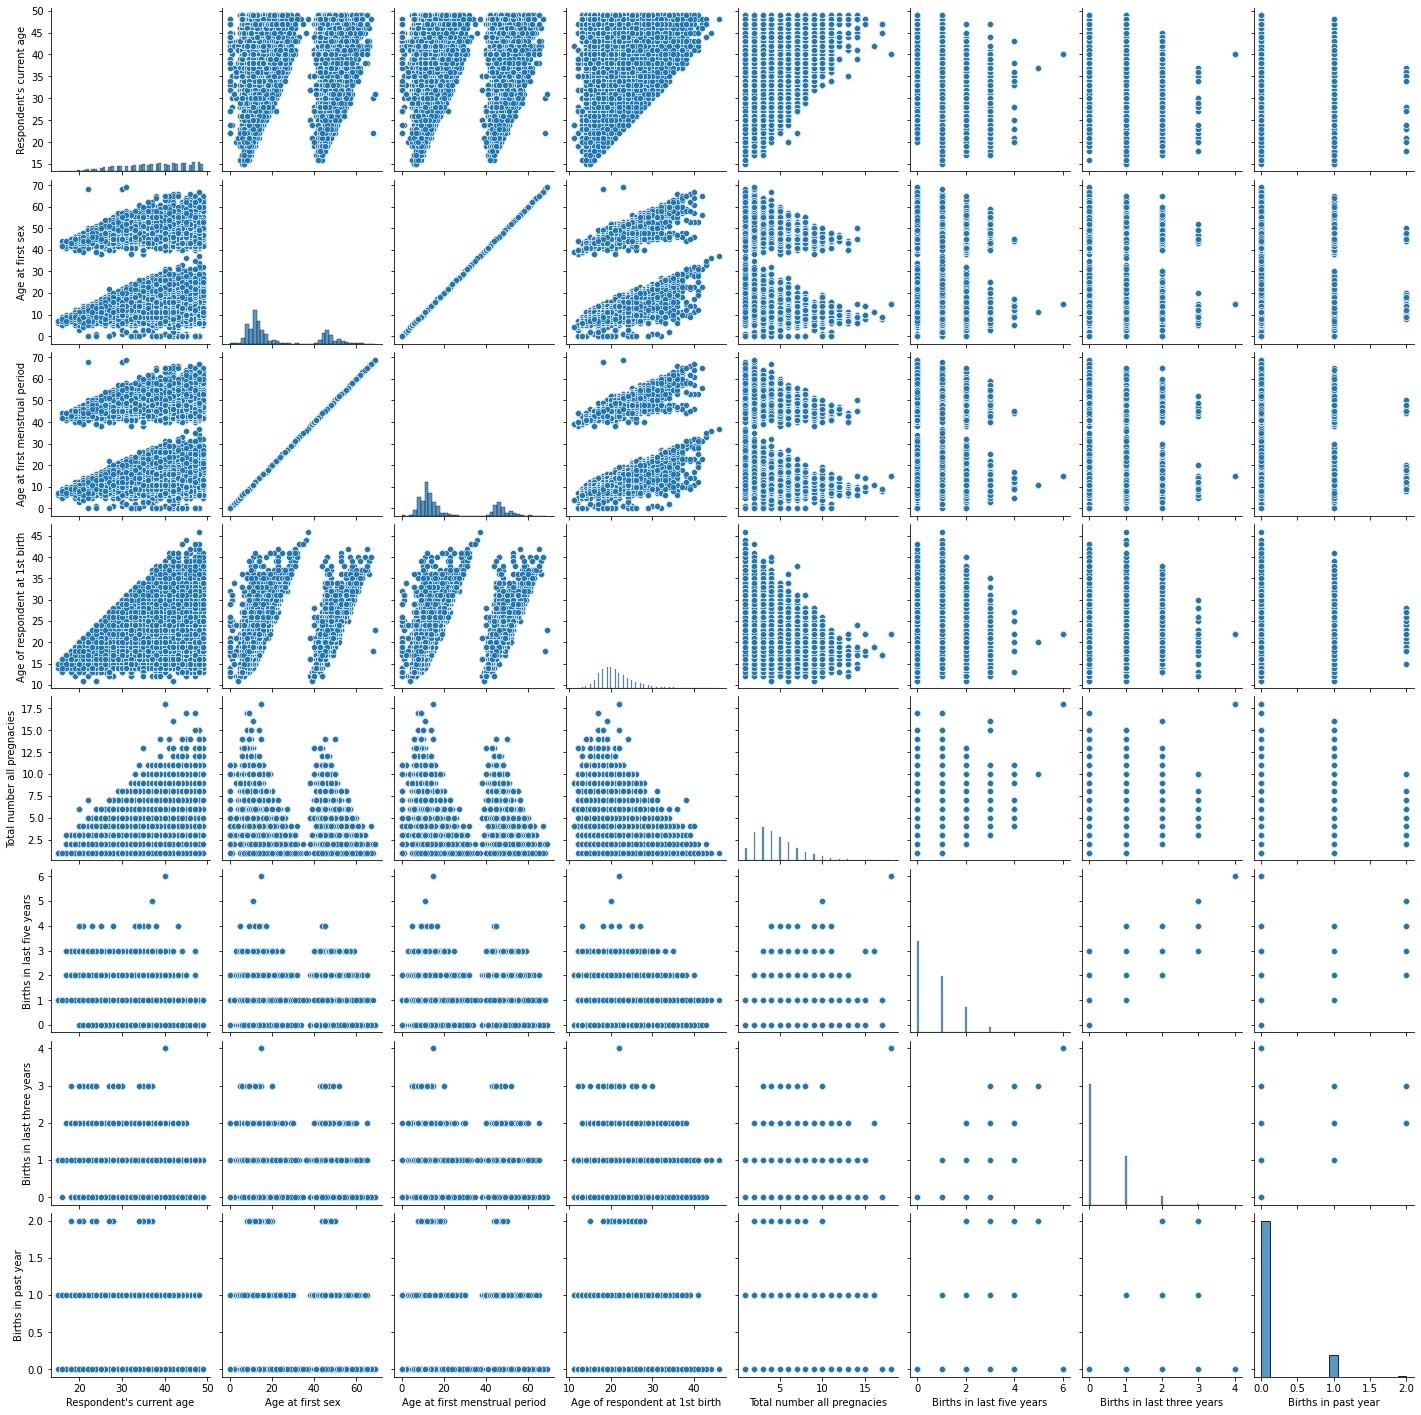 Respondent's current age
50
45
40
35
30
25
20
15
Age at first sex
70
60
50
40
30
20
10
0
Age at first menstrual period
70
60
50
40
30
20
10
0
Age of respondent at 1st birth
45
40
35
30
25
20
15
10
Total number all pregnacies
17.5
15.0
12.5
10.0
7.5
5.0
2.5
Births in last five years
6
5
4
3
2
1
0
Births in last three years
4
3
2
1
0
Births in past year
2.0
1.5
1.0
0.5
0.0
20 30 40 50
Respondent's current age
0 20 40 60
Age at first sex
0 20 40 60
Age at first menstrual period
10 20 30 40
Age of respondent at 1st birth
5 10 15
Total number all pregnacies
0 2 4 6
Births in last five years
0 1 2 3 4
Births in last three years
0.0 0.5 1.0 1.5 2.0
Births in past year